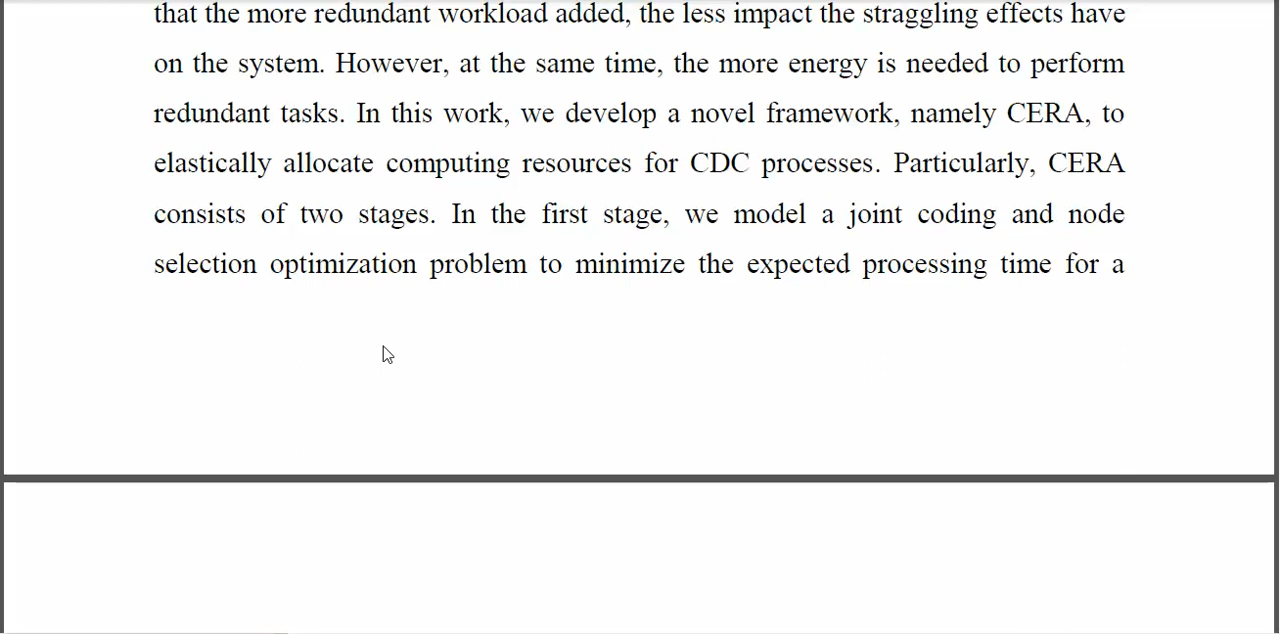 that the more redundant workload added, the less impact the straggling effects have
on the system. However, at the same time, the more energy is needed to perform
redundant tasks. In this work, we develop a novel framework, namely CERA, to
elastically allocate computing resources for CDC processes. Particularly, CERA
consists of two stages. In the first stage, we model a joint coding and node
selection optimization problem to minimize the expected processing time for a